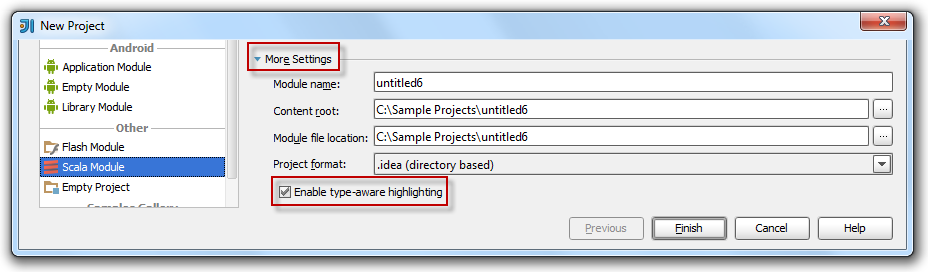 New Project
Android
Application Module
Empty Module
Library Module
Other
Flash Module
Scala Module
Empty Project
Samples Gallery
More Settings
Module name: untitled6
Content root: C:\Sample Projects\untitled6 ...
Module file location: C:\Sample Projects\untitled6 ...
Project format: .idea (directory based)
Enable type-aware highlighting
Previous Finish Cancel Help